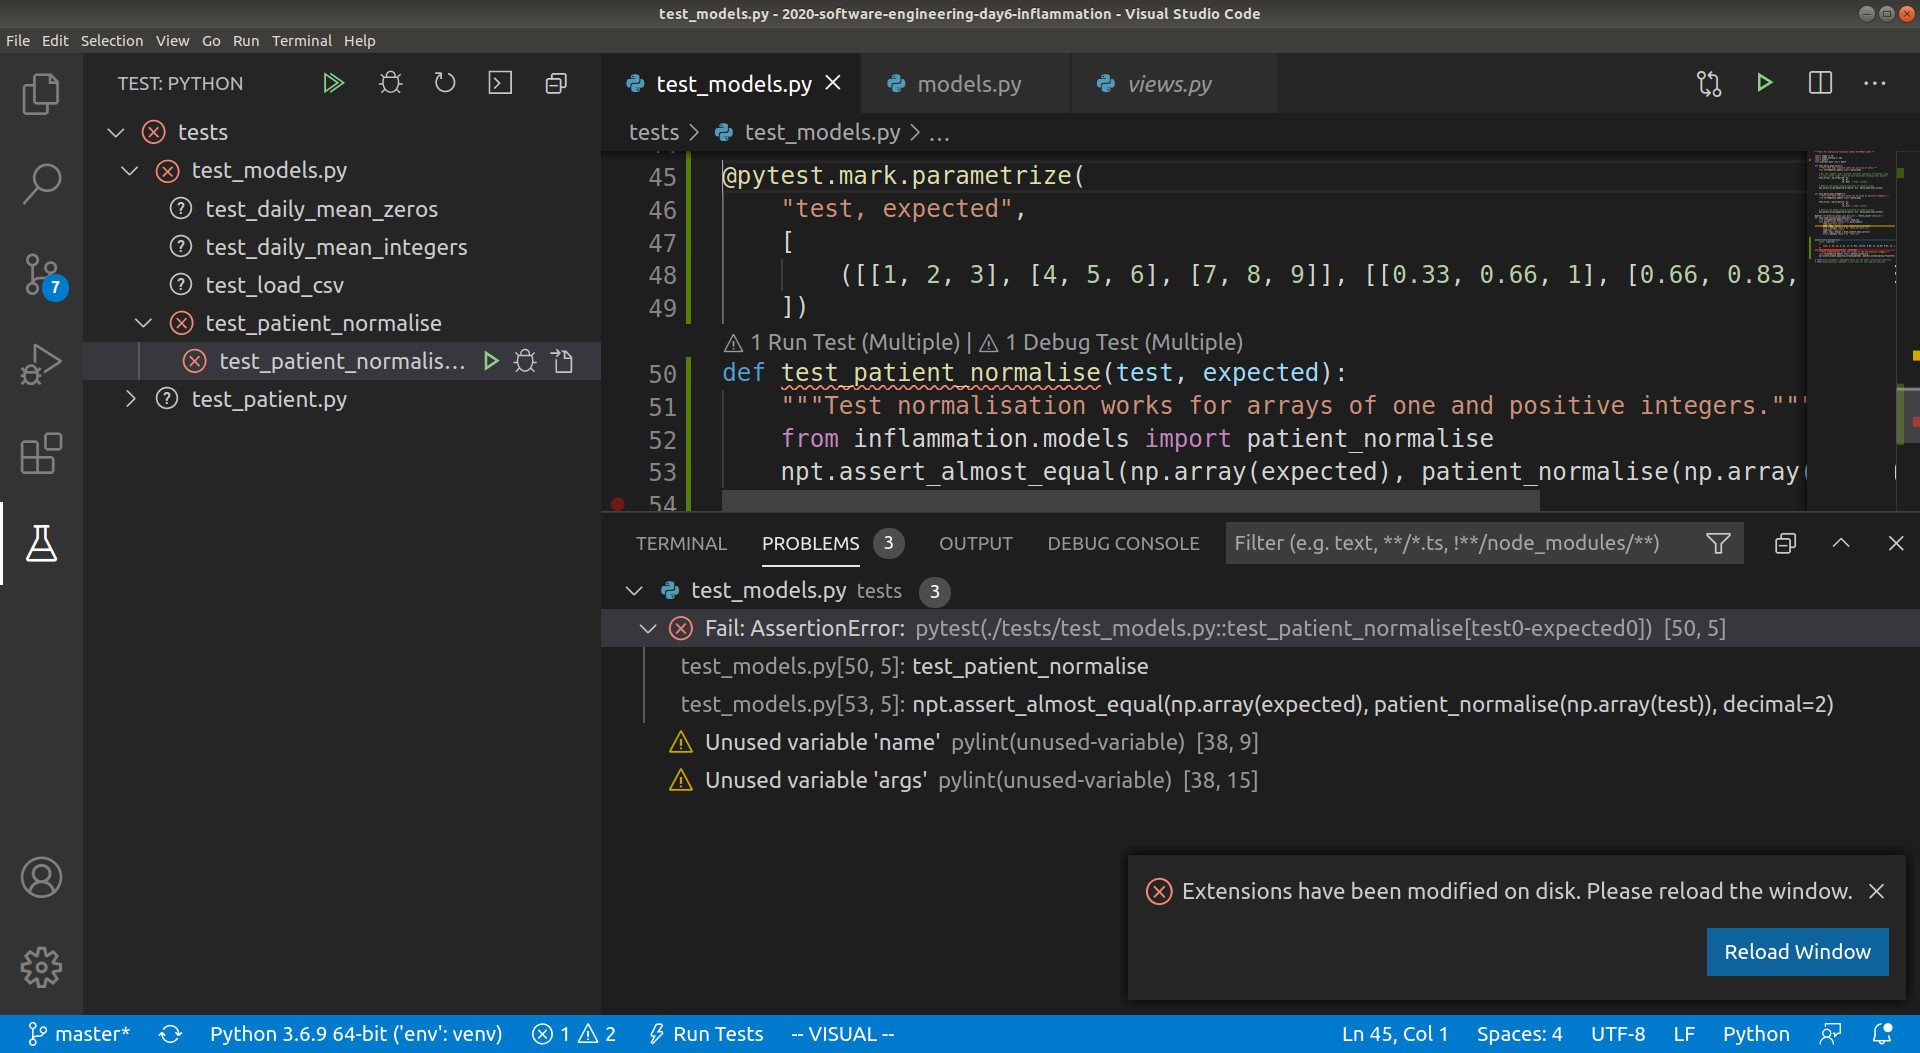 test_models.py - 2020-software-engineering-day6-inflammation - Visual Studio Code
File Edit Selection View Go Run Terminal Help
TEST: PYTHON
tests
test_models.py
test_daily_mean_zeros
test_daily_mean_integers
test_load_csv
test_patient_normalise
test_patient_normalis...
test_patient.py
7
test_models.py models.py views.py
tests > test_models.py > ...
45 @pytest.mark.parametrize(
46 "test, expected",
47 [
48 ([[1, 2, 3], [4, 5, 6], [7, 8, 9]], [[0.33, 0.66, 1], [0.66, 0.83,
49 ])
1 Run Test (Multiple) | 1 Debug Test (Multiple)
50 def test_patient_normalise(test, expected):
51 """Test normalisation works for arrays of one and positive integers."""
52 from inflammation.models import patient_normalise
53 npt.assert_almost_equal(np.array(expected), patient_normalise(np.array(
54
TERMINAL PROBLEMS 3 OUTPUT DEBUG CONSOLE Filter (e.g. text, **/*.ts, !**/node_modules/**)
test_models.py tests 3
Fail: AssertionError: pytest(./tests/test_models.py::test_patient_normalise[test0-expected0]) [50, 5]
test_models.py[50, 5]: test_patient_normalise
test_models.py[53, 5]: npt.assert_almost_equal(np.array(expected), patient_normalise(np.array(test)), decimal=2)
Unused variable 'name' pylint(unused-variable) [38, 9]
Unused variable 'args' pylint(unused-variable) [38, 15]
Extensions have been modified on disk. Please reload the window.
Reload Window
master* Python 3.6.9 64-bit ('env': venv) 1 2 Run Tests -- VISUAL -- Ln 45, Col 1 Spaces: 4 UTF-8 LF Python